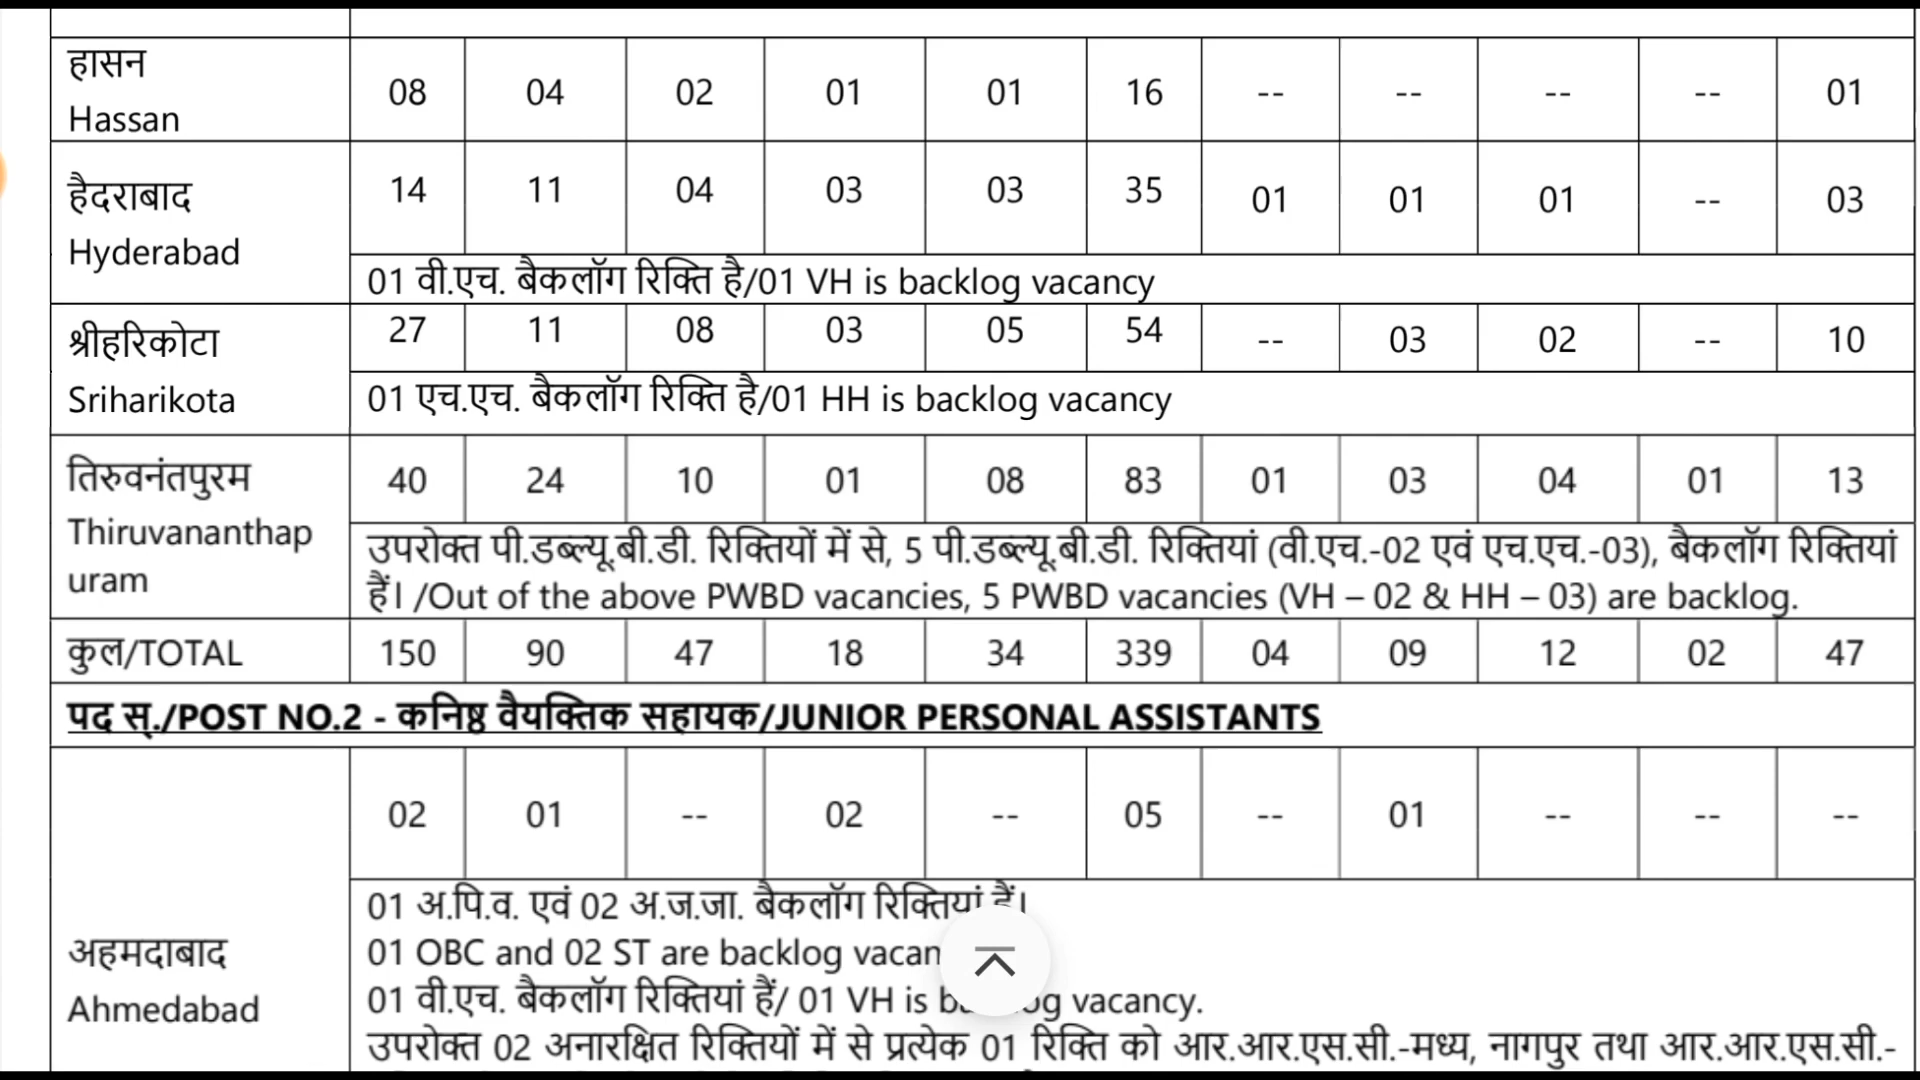 हासन
Hassan
08 04 02 01 01 16 -- -- -- -- 01
हैदराबाद
Hyderabad
14 11 04 03 03 35 01 01 01 -- 03
01 वी.एच. बैकलॉग रिक्ति है/01 VH is backlog vacancy
श्रीहरिकोटा
Sriharikota
27 11 08 03 05 54 -- 03 02 -- 10
01 एच.एच. बैकलॉग रिक्ति है/01 HH is backlog vacancy
तिरुवनंतपुरम
Thiruvananthap
uram
40 24 10 01 08 83 01 03 04 01 13
उपरोक्त पी.डब्ल्यू.बी.डी. रिक्तियों में से, 5 पी.डब्ल्यू.बी.डी. रिक्तियां (वी.एच.-02 एवं एच.एच.-03), बैकलॉग रिक्तियां
हैं। /Out of the above PWBD vacancies, 5 PWBD vacancies (VH – 02 & HH – 03) are backlog.
कुल/TOTAL 150 90 47 18 34 339 04 09 12 02 47
पद स्./POST NO.2 - कनिष्ठ वैयक्तिक सहायक/JUNIOR PERSONAL ASSISTANTS
अहमदाबाद
Ahmedabad
02 01 -- 02 -- 05 -- 01 -- -- --
01 अ.पि.व. एवं 02 अ.ज.जा. बैकलॉग रिक्तियां हैं।
01 OBC and 02 ST are backlog
01 वी.एच. बैकलॉग रिक्तियां हैं/ 01 VH is vacancy.
उपरोक्त 02 अनारक्षित रिक्तियों में से प्रत्येक 01 रिक्ति को आर.आर.एस.सी.-मध्य, नागपुर तथा आर.आर.एस.सी.-